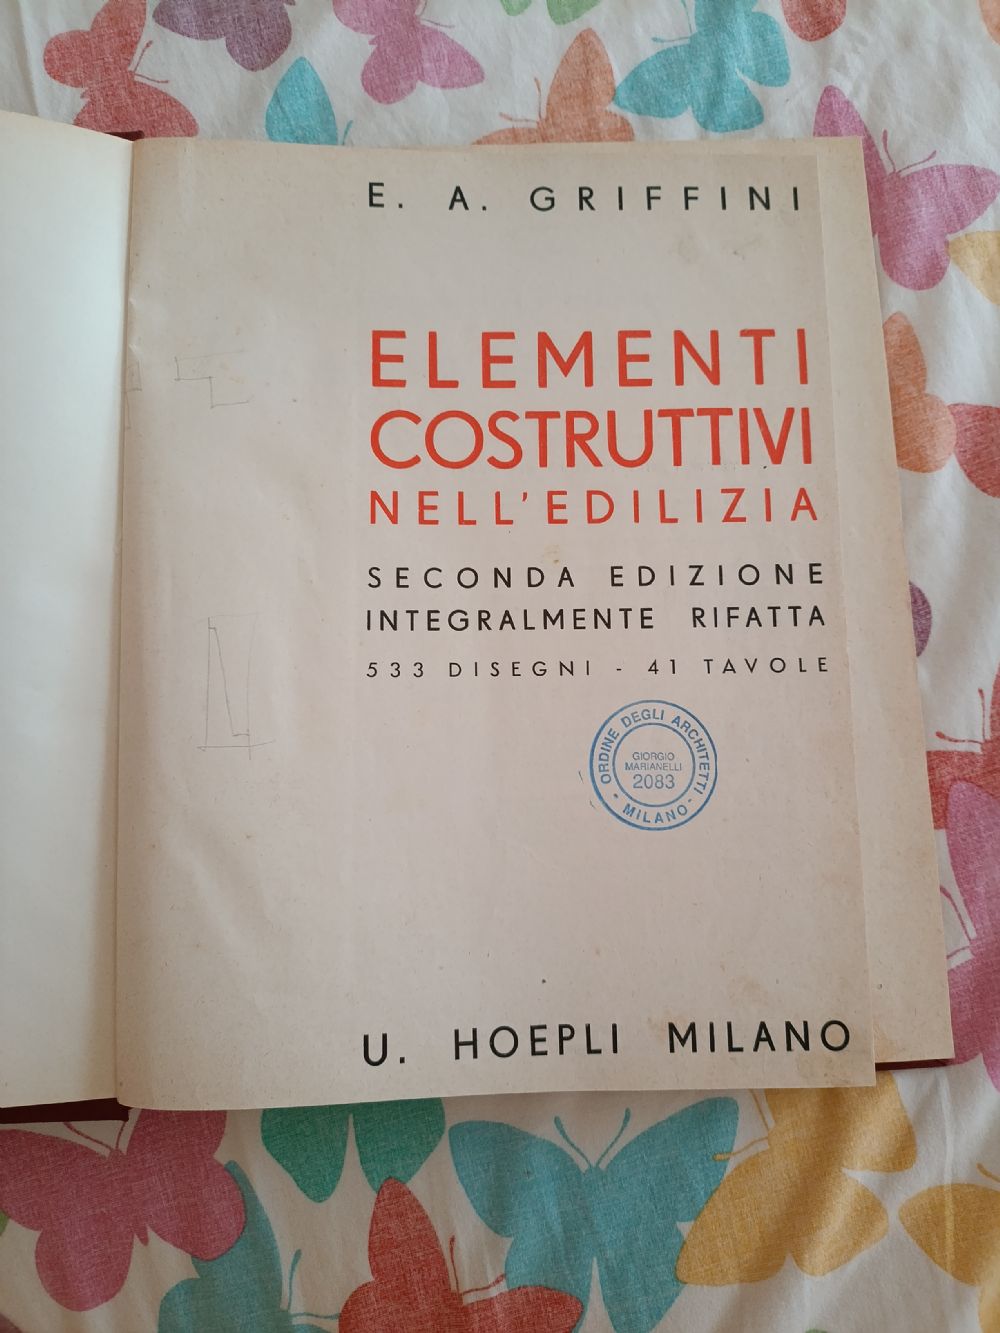 E. A. GRIFFINI
ELEMENTI
COSTRUTTIVI
NELL'EDILIZIA
SECONDA EDIZIONE
INTEGRALMENTE RIFATTA
533 DISEGNI - 41 TAVOLE
ORDINE DEGLI ARCHITETTI
GIORGIO
MARIANELLI
2083
- MILANO -
U. HOEPLI MILANO